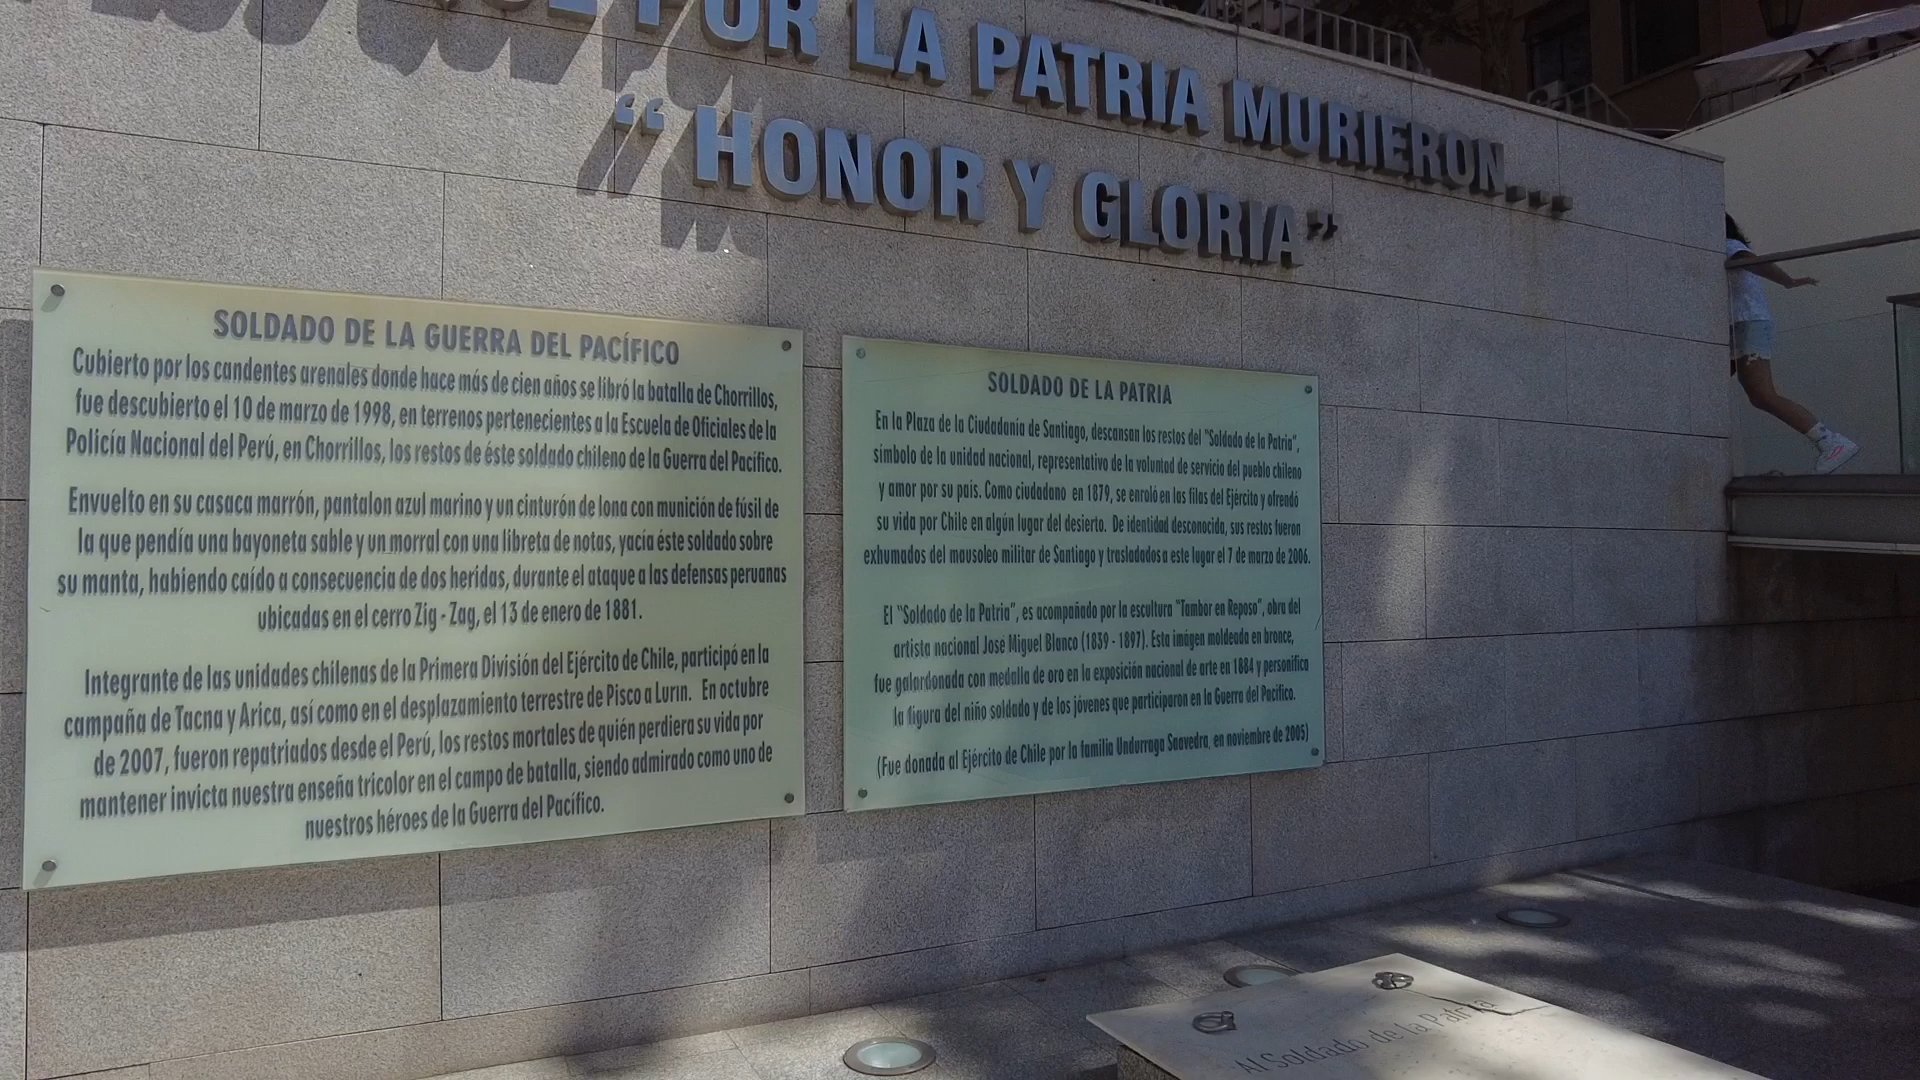 POR LA PATRIA MURIERON...
“HONOR Y GLORIA”
SOLDADO DE LA GUERRA DEL PACÍFICO
Cubierto por los candentes arenales donde hace más de cien años se libró la batalla de Chorrillos,
fue descubierto el 10 de marzo de 1998, en terrenos pertenecientes a la Escuela de Oficiales de la
Policía Nacional del Perú, en Chorrillos, los restos de éste soldado chileno de la Guerra del Pacífico.
Envuelto en su casaca marrón, pantalon azul marino y un cinturón de lona con munición de fúsil de
la que pendía una bayoneta sable y un morral con una libreta de notas, yacía éste soldado sobre
su manta, habiendo caído a consecuencia de dos heridas, durante el ataque a las defensas peruanas
ubicadas en el cerro Zig - Zag, el 13 de enero de 1881.
Integrante de las unidades chilenas de la Primera División del Ejército de Chile, participó en la
campaña de Tacna y Arica, así como en el desplazamiento terrestre de Pisco a Lurín. En octubre
de 2007, fueron repatriados desde el Perú, los restos mortales de quién perdiera su vida por
mantener invicta nuestra enseña trícolor en el campo de batalla, siendo admirado como uno de
nuestros héroes de la Guerra del Pacífico.
SOLDADO DE LA PATRIA
En la Plaza de la Ciudadanía de Santiago, descansan los restos del "Soldado de la Patria",
símbolo de la unidad nacional, representativo de la voluntad de servicio del pueblo chileno
y amor por su país. Como ciudadano en 1879, se enroló en las filas del Ejército y ofrendó
su vida por Chile en algún lugar del desierto. De identidad desconocida, sus restos fueron
exhumados del mausoleo militar de Santiago y trasladados a este lugar el 7 de marzo de 2006.
El "Soldado de la Patria", es acompañado por la escultura "Tambor en Reposo", obra del
artista nacional José Miguel Blanco (1839 - 1897). Esta imágen moldeada en bronce,
fue galardonada con medalla de oro en la exposición nacional de arte en 1884 y personifica
la figura del niño soldado y de los jóvenes que participaron en la Guerra del Pacífico.
(Fue donada al Ejército de Chile por la familia Undurraga Saavedra, en noviembre de 2005)
Al Soldado de la Patria